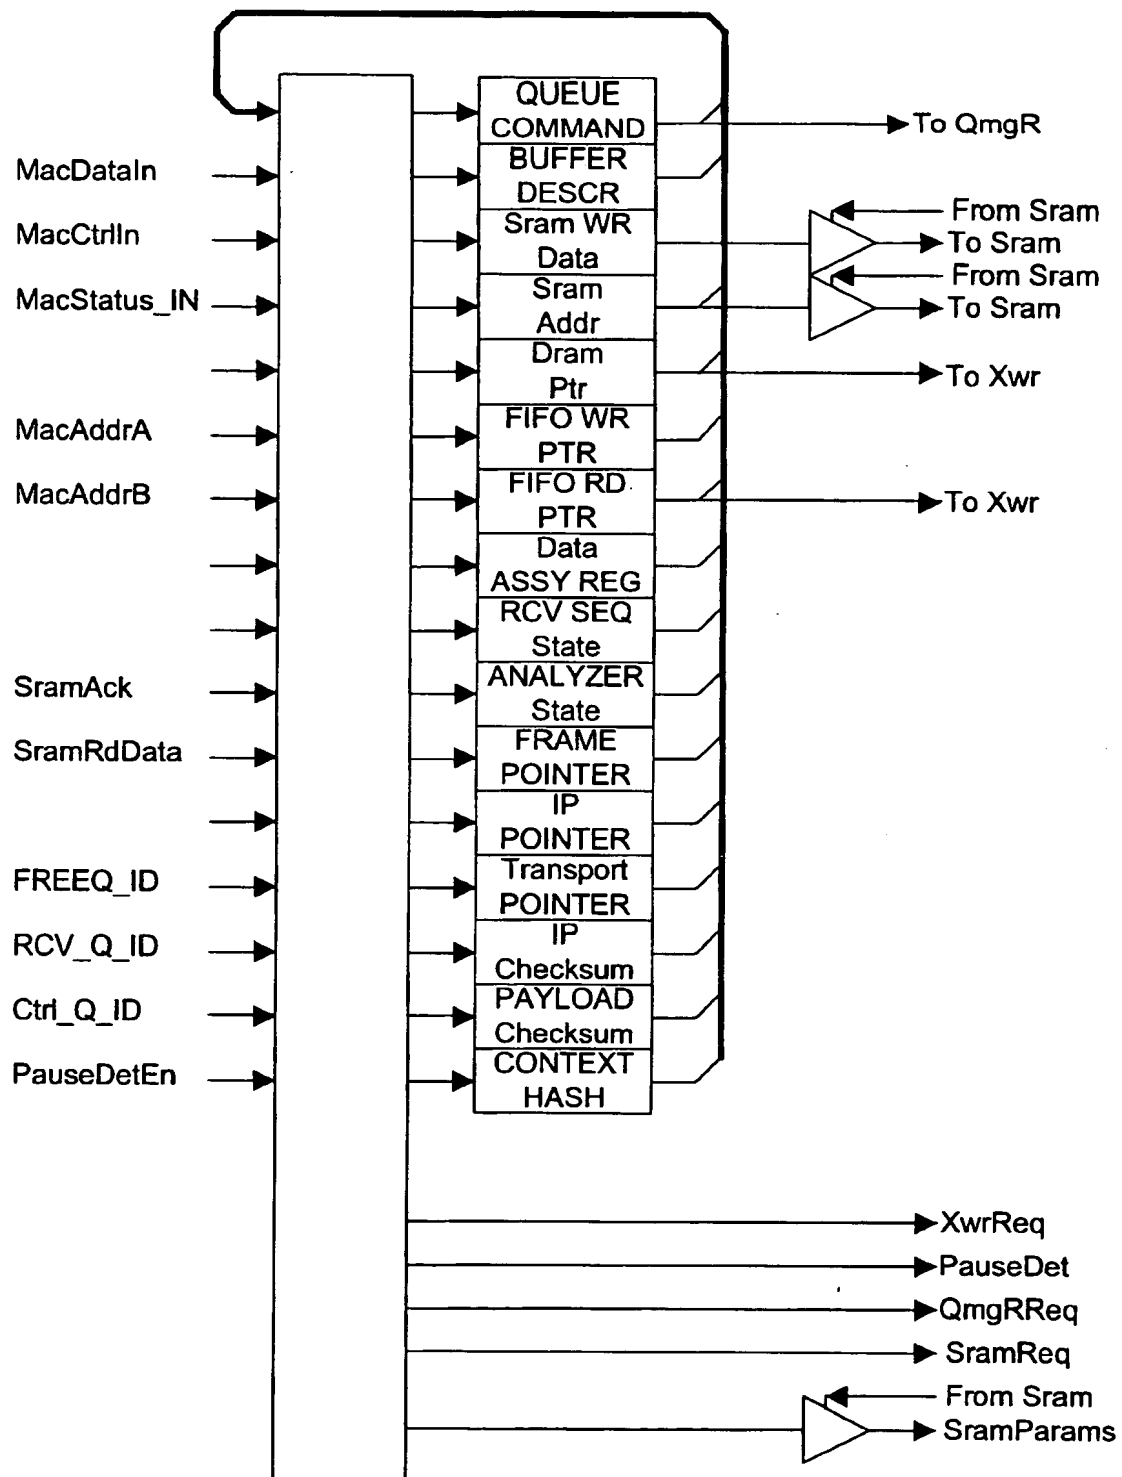 QUEUE
COMMAND
To QmgR
MacDataIn
BUFFER
DESCR
From Sram
MacCtrlIn
Sram WR
Data
To Sram
From Sram
MacStatus_IN
Sram
Addr
To Sram
Dram
Ptr
To Xwr
MacAddrA
FIFO WR
PTR
MacAddrB
FIFO RD
PTR
To Xwr
Data
ASSY REG
RCV SEQ
State
SramAck
ANALYZER
State
SramRdData
FRAME
POINTER
IP
POINTER
FREEQ_ID
Transport
POINTER
RCV_Q_ID
IP
Checksum
Ctrl_Q_ID
PAYLOAD
Checksum
PauseDetEn
CONTEXT
HASH
XwrReq
PauseDet
QmgRReq
SramReq
From Sram
SramParams